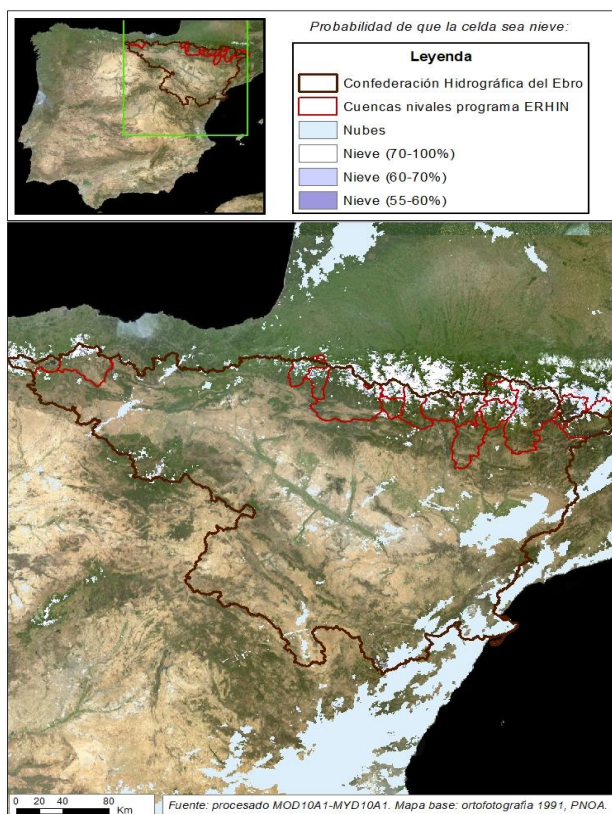 Probabilidad de que la celda sea nieve:
Leyenda
Confederación Hidrográfica del Ebro
Cuencas nivales programa ERHIN
Nubes
Nieve (70-100%)
Nieve (60-70%)
Nieve (55-60%)
0 20 40 80
Km
Fuente: procesado MOD10A1-MYD10A1. Mapa base: ortofotografía 1991, PNOA.